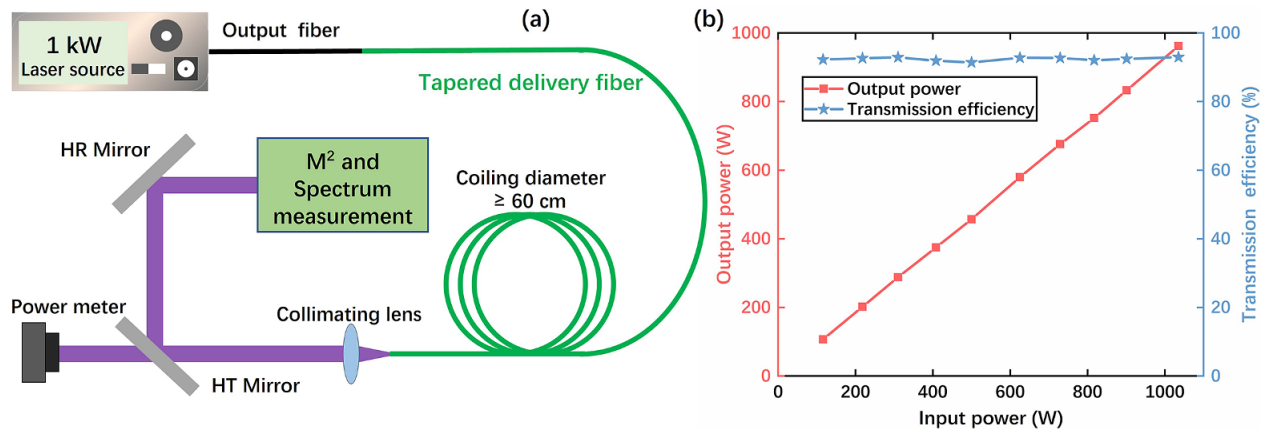 (a)
1 kW
Laser source
Output fiber
Tapered delivery fiber
HR Mirror
M² and
Spectrum
measurement
Coiling diameter
≥ 60 cm
Power meter
Collimating lens
HT Mirror
(b)
Output power
Transmission efficiency
Output power (W)
1000
800
600
400
200
0
Transmission efficiency (%)
100
80
60
40
20
0
0 200 400 600 800 1000
Input power (W)